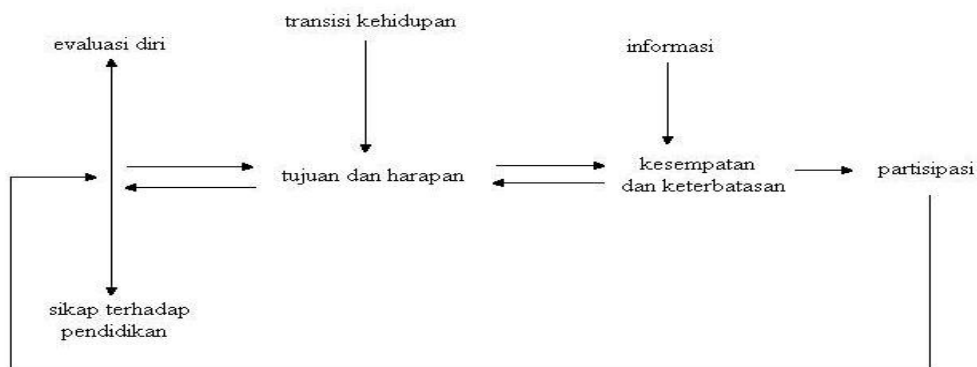 transisi kehidupan
evaluasi diri
informasi
tujuan dan harapan
kesempatan
dan keterbatasan
partisipasi
sikap terhadap
pendidikan